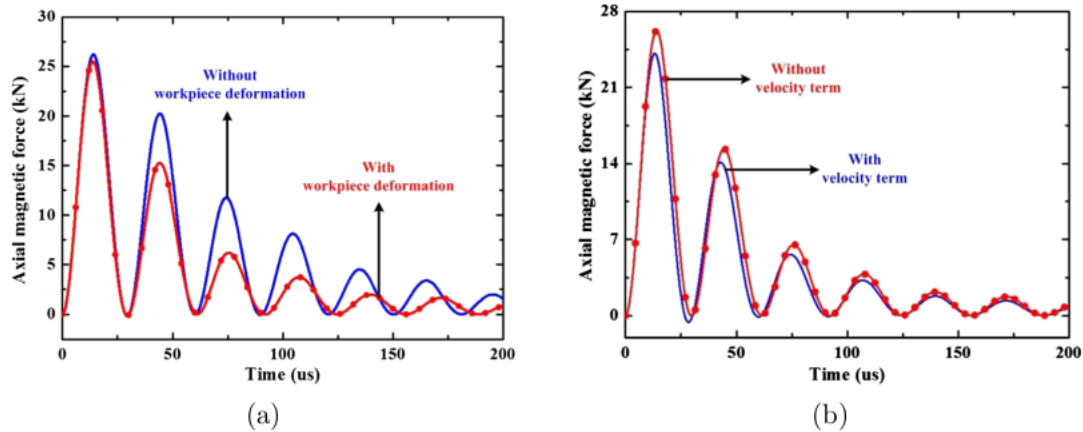 30
25
20
15
10
5
0
Axial magnetic force (kN)
Without
workpiece deformation
With
workpiece deformation
0 50 100 150 200
Time (us)
(a)
28
21
14
7
0
Axial magnetic force (kN)
Without
velocity term
With
velocity term
0 50 100 150 200
Time (us)
(b)